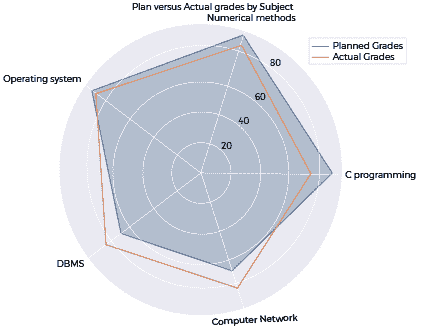 Plan versus Actual grades by Subject
Numerical methods
Planned Grades
Actual Grades
80
Operating system
60
40
20
C programming
DBMS
Computer Network